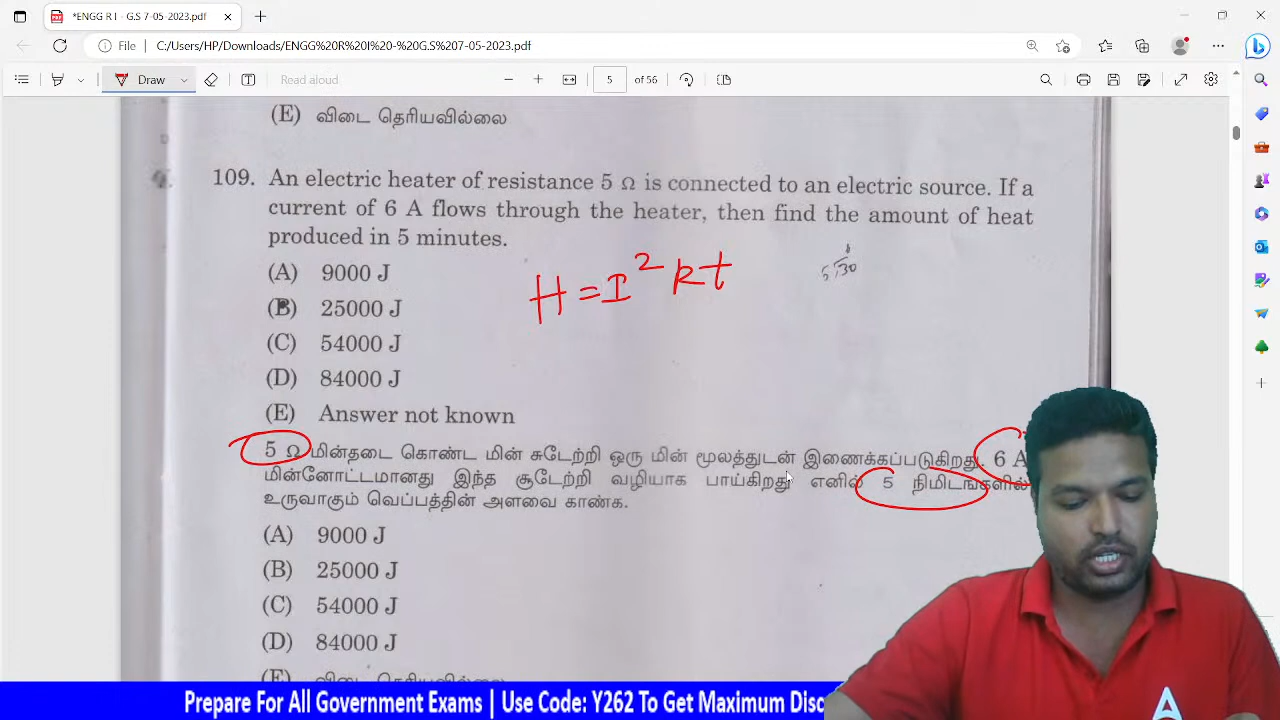 *ENGG R I - G.S 7-05-2023.pdf
File C:/Users/HP/Downloads/ENGG%20R%20I%20-%20G.S%207-05-2023.pdf
Draw Read aloud 5 of 56
(E) விடை தெரியவில்லை
109. An electric heater of resistance 5 Ω is connected to an electric source. If a
current of 6 A flows through the heater, then find the amount of heat
produced in 5 minutes.
(A) 9000 J
(B) 25000 J
(C) 54000 J
(D) 84000 J
(E) Answer not known
H = I² R t
5 Ω மின்தடை கொண்ட மின் சுடேற்றி ஒரு மின் மூலத்துடன் இணைக்கப்படுகிறது. 6 A
மின்னோட்டமானது இந்த சூடேற்றி வழியாக பாய்கிறது எனில் 5 நிமிடங்களில்
உருவாகும் வெப்பத்தின் அளவை காண்க.
(A) 9000 J
(B) 25000 J
(C) 54000 J
(D) 84000 J
(E) விடை தெரியவில்லை
Prepare For All Government Exams | Use Code: Y262 To Get Maximum Disc